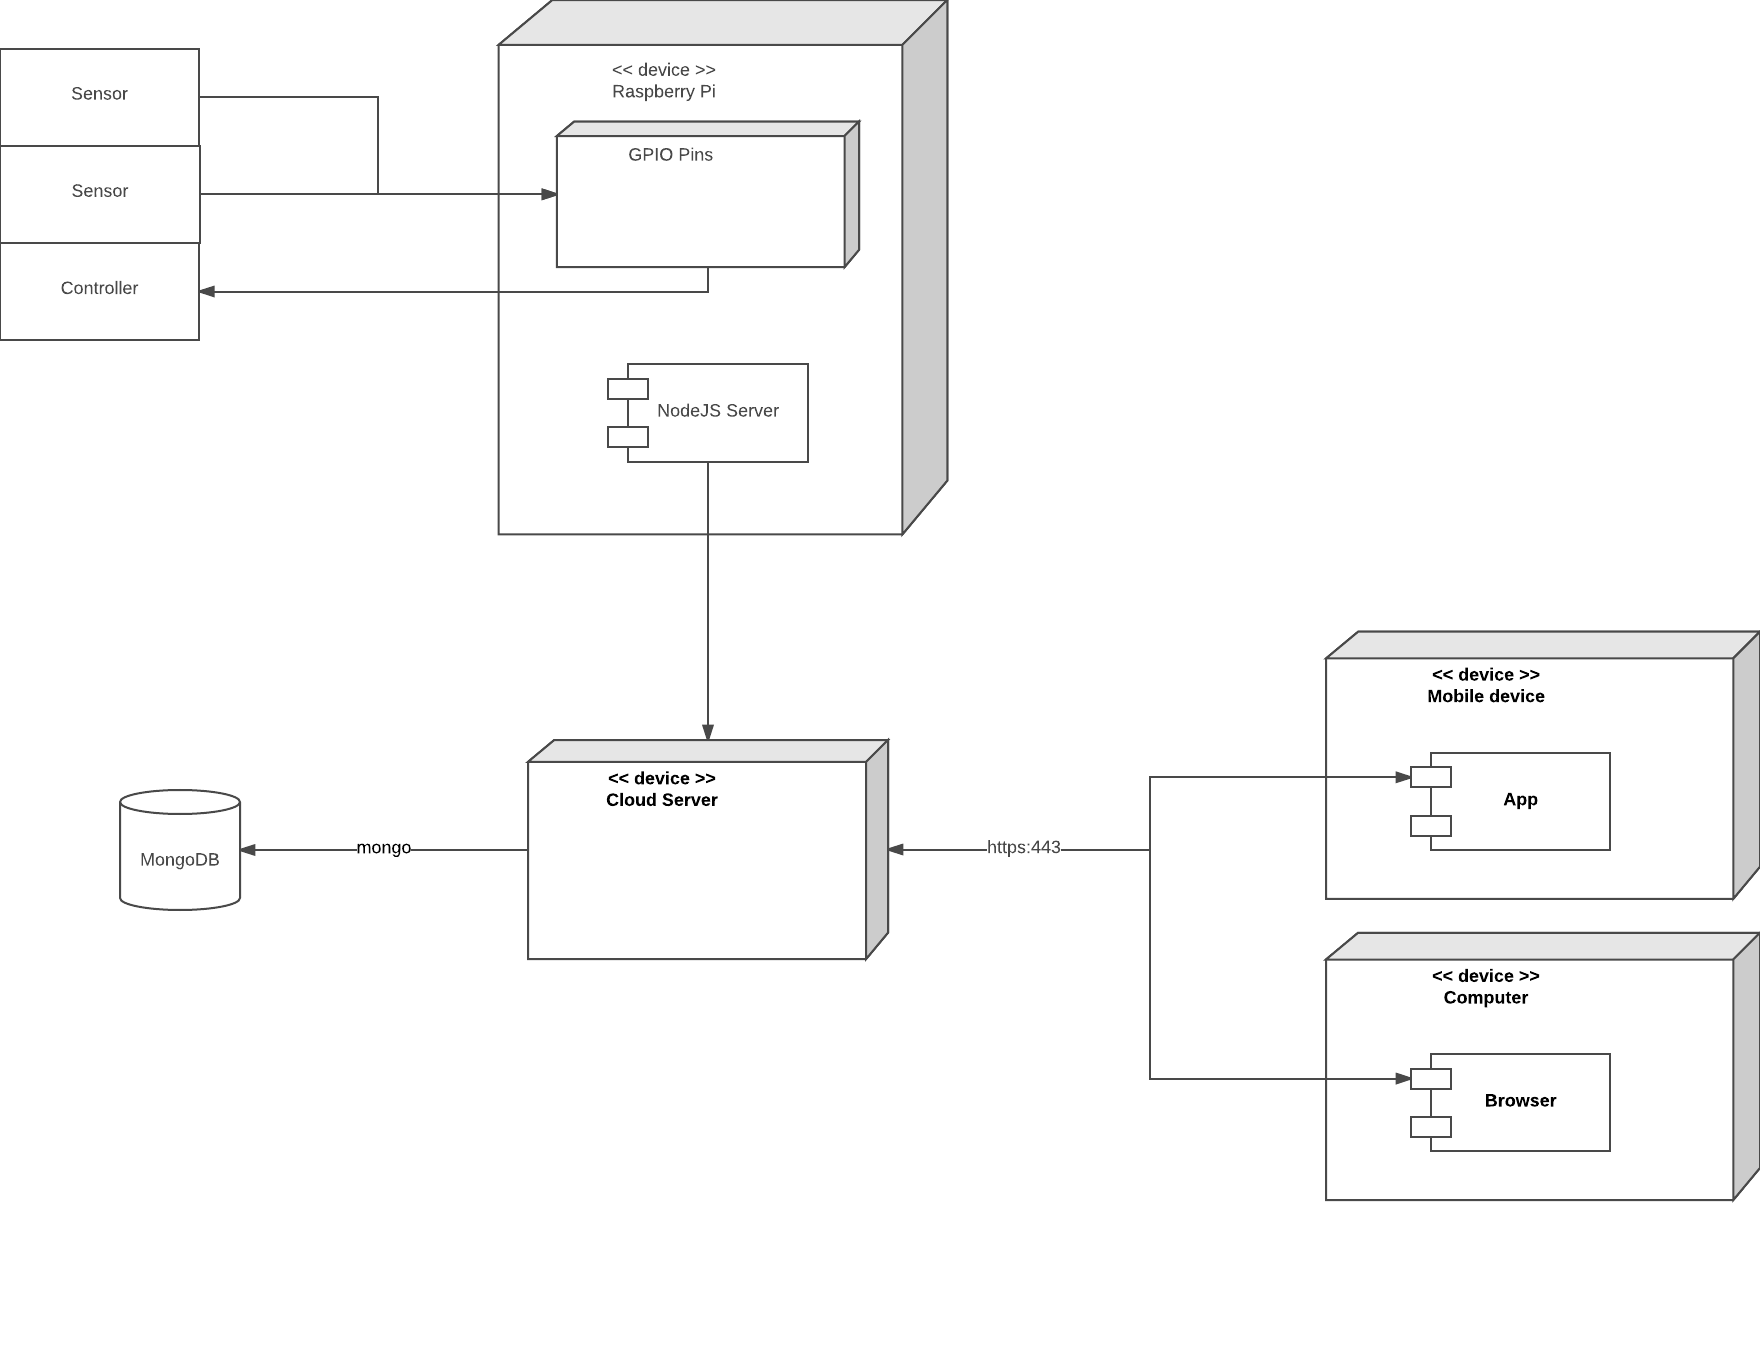 Sensor
Sensor
Controller
<< device >>
Raspberry Pi
GPIO Pins
NodeJS Server
<< device >>
Cloud Server
MongoDB
mongo
https:443
<< device >>
Mobile device
App
<< device >>
Computer
Browser